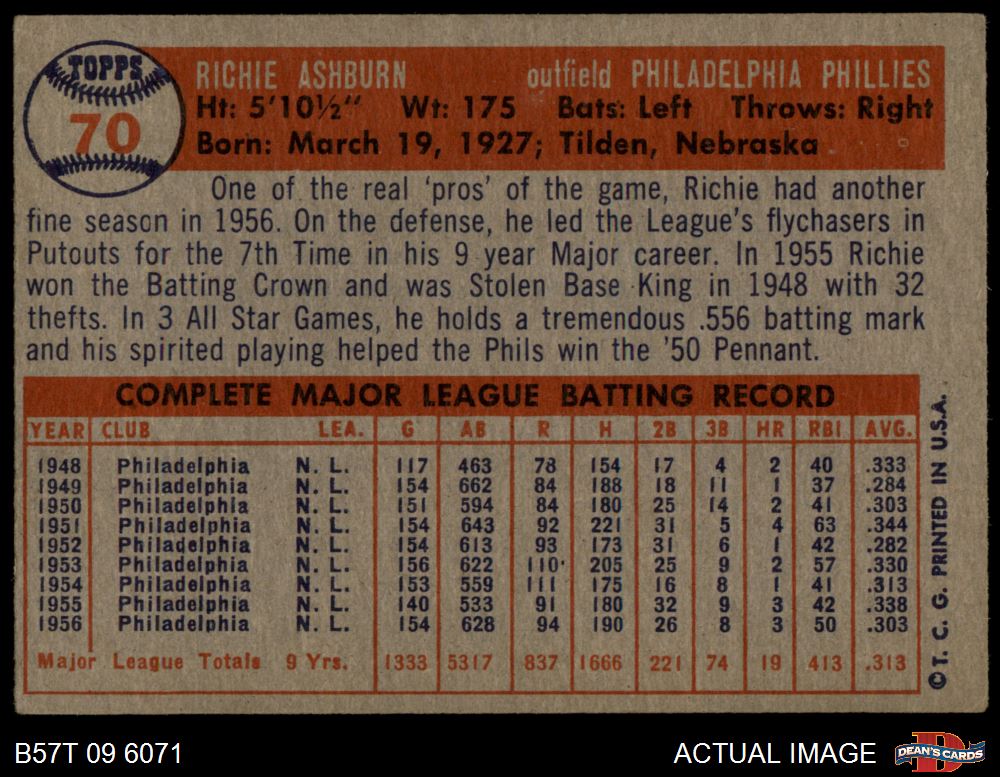 TOPPS
70
RICHIE ASHBURN outfield PHILADELPHIA PHILLIES
Ht: 5'10½" Wt: 175 Bats: Left Throws: Right
Born: March 19, 1927; Tilden, Nebraska
One of the real 'pros' of the game, Richie had another
fine season in 1956. On the defense, he led the League's flychasers in
Putouts for the 7th Time in his 9 year Major career. In 1955 Richie
won the Batting Crown and was Stolen Base King in 1948 with 32
thefts. In 3 All Star Games, he holds a tremendous .556 batting mark
and his spirited playing helped the Phils win the '50 Pennant.
COMPLETE MAJOR LEAGUE BATTING RECORD
YEAR CLUB LEA. G AB R H 2B 3B HR RBI AVG.
1948 Philadelphia N. L. 117 463 78 154 17 4 2 40 .333
1949 Philadelphia N. L. 154 662 84 188 18 11 1 37 .284
1950 Philadelphia N. L. 151 594 84 180 25 14 2 41 .303
1951 Philadelphia N. L. 154 643 92 221 31 5 4 63 .344
1952 Philadelphia N. L. 154 613 93 173 31 6 1 42 .282
1953 Philadelphia N. L. 156 622 110 205 25 9 2 57 .330
1954 Philadelphia N. L. 153 559 111 175 16 8 1 41 .313
1955 Philadelphia N. L. 140 533 91 180 32 9 3 42 .338
1956 Philadelphia N. L. 154 628 94 190 26 8 3 50 .303
Major League Totals 9 Yrs. 1333 5317 837 1666 221 74 19 413 .313
©T. C. G. PRINTED IN U.S.A.
B57T 09 6071
ACTUAL IMAGE
DEAN'S CARDS